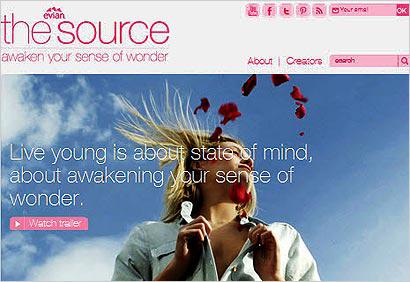 evian
the source
awaken your sense of wonder
Your email OK
About | Creators search
Live young is about state of mind,
about awakening your sense of
wonder.
Watch trailer